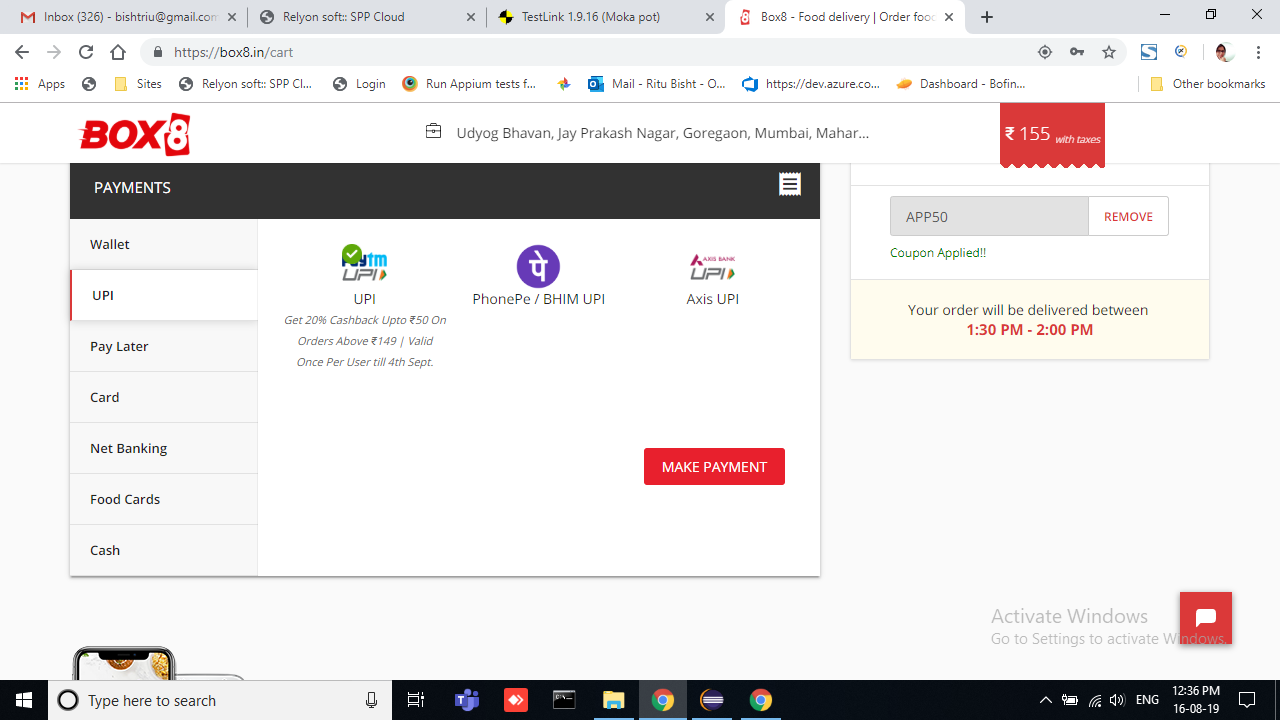 Inbox (326) - bishtriu@gmail.com
Relyon soft:: SPP Cloud
TestLink 1.9.16 (Moka pot)
Box8 - Food delivery | Order food
https://box8.in/cart
Apps
Sites
Relyon soft:: SPP Cl...
Login
Run Appium tests f...
Mail - Ritu Bisht - O...
https://dev.azure.co...
Dashboard - Bofin...
Other bookmarks
BOX8
Udyog Bhavan, Jay Prakash Nagar, Goregaon, Mumbai, Mahar...
₹ 155 with taxes
PAYMENTS
Wallet
UPI
Pay Later
Card
Net Banking
Food Cards
Cash
Paytm
UPI
UPI
Get 20% Cashback Upto ₹50 On
Orders Above ₹149 | Valid
Once Per User till 4th Sept.
पे
PhonePe / BHIM UPI
AXIS BANK
UPI
Axis UPI
MAKE PAYMENT
APP50
REMOVE
Coupon Applied!!
Your order will be delivered between
1:30 PM - 2:00 PM
Activate Windows
Go to Settings to activate Windows.
Type here to search
ENG
12:36 PM
16-08-19